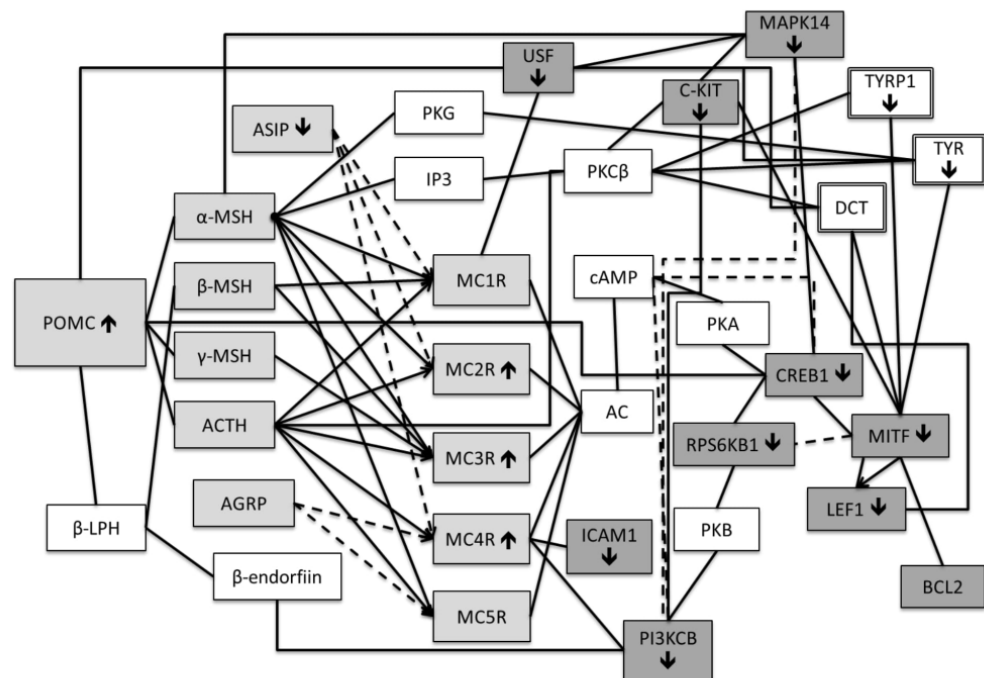 MAPK14
↓
USF
↓
C-KIT
↓
TYRP1
↓
ASIP ↓
PKG
TYR
↓
IP3
PKCβ
α-MSH
DCT
β-MSH
MC1R
cAMP
POMC ↑
PKA
γ-MSH
MC2R ↑
CREB1 ↓
ACTH
AC
MC3R ↑
RPS6KB1 ↓
MITF ↓
AGRP
LEF1 ↓
β-LPH
MC4R ↑
ICAM1
↓
PKB
β-endorfiin
BCL2
MC5R
PI3KCB
↓